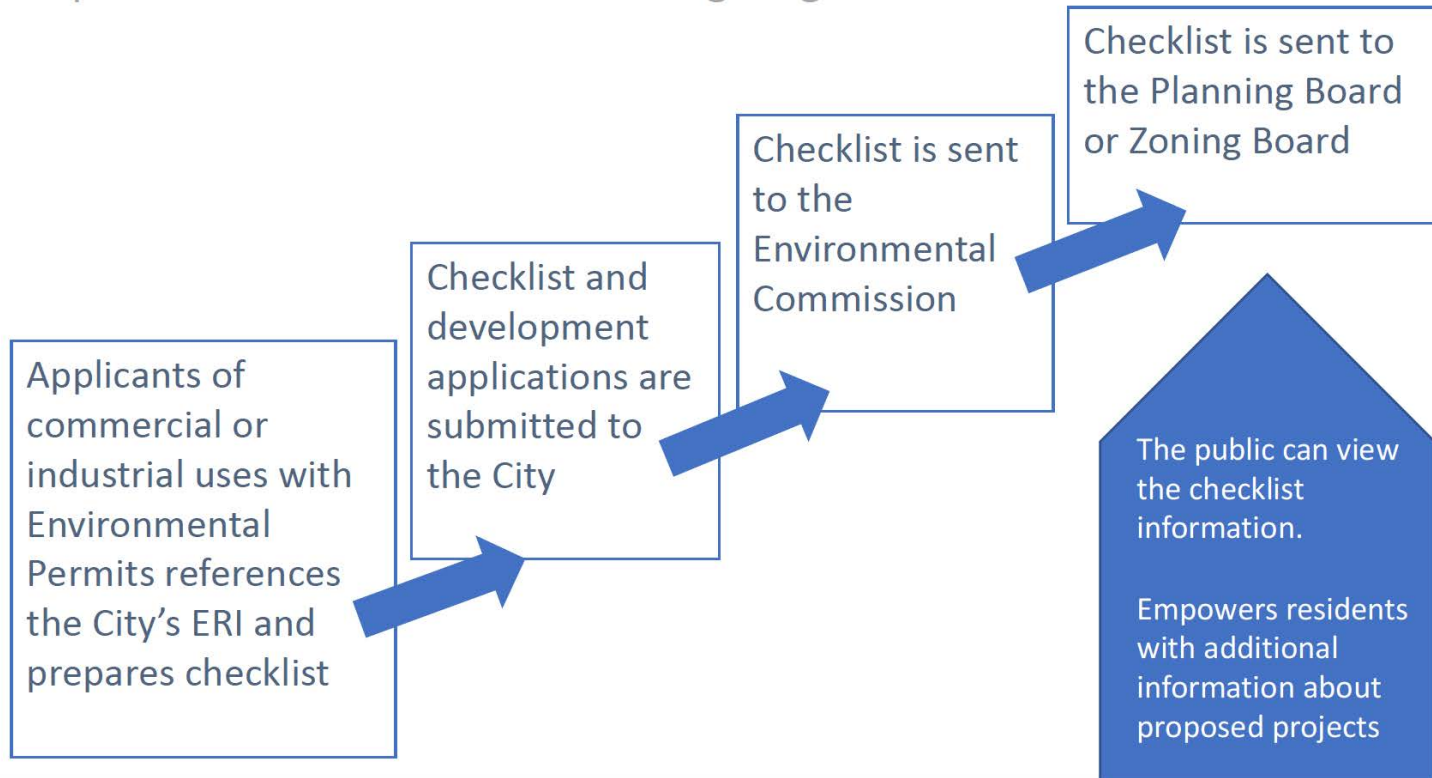 Applicants of
commercial or
industrial uses with
Environmental
Permits references
the City’s ERI and
prepares checklist
Checklist and
development
applications are
submitted to
the City
Checklist is sent
to the
Environmental
Commission
Checklist is sent to
the Planning Board
or Zoning Board
The public can view
the checklist
information.
Empowers residents
with additional
information about
proposed projects